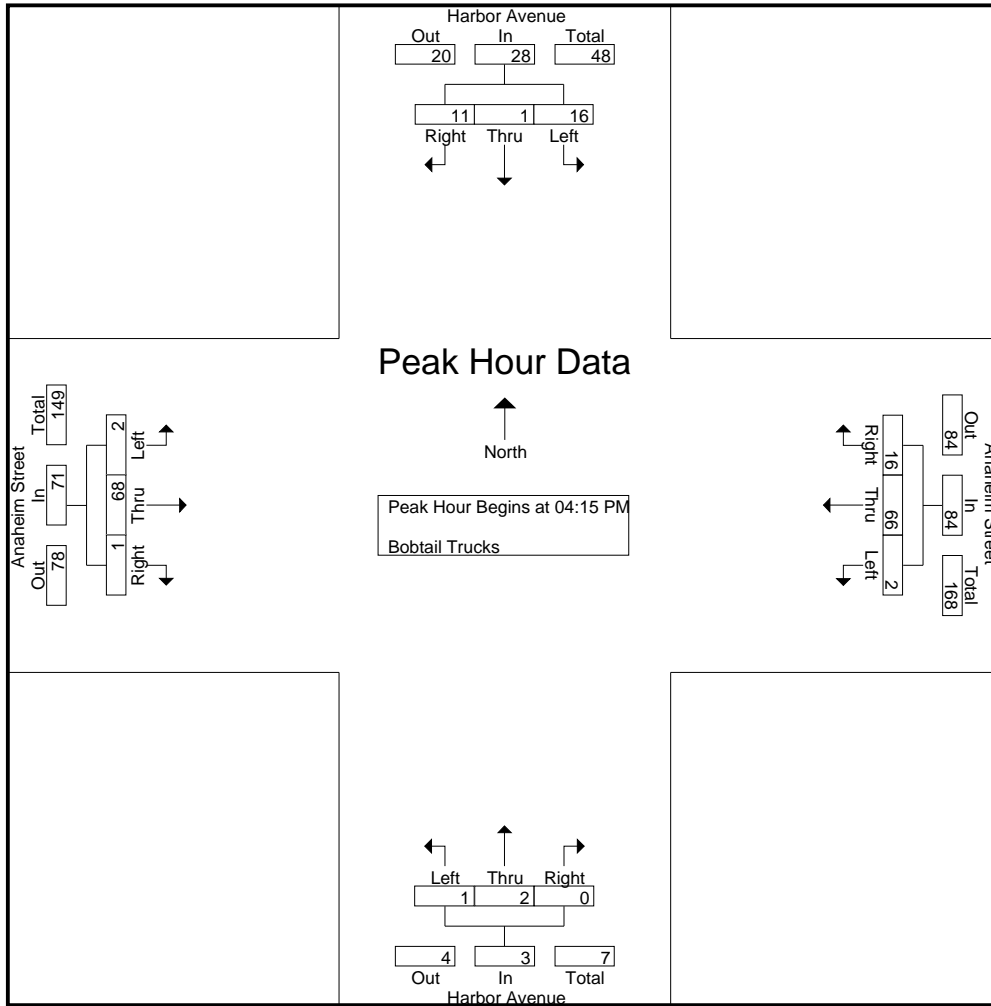 Harbor Avenue
Out In Total
20 28 48
11 1 16
Right Thru Left
Peak Hour Data
North
Peak Hour Begins at 04:15 PM
Bobtail Trucks
Anaheim Street
Total In Out
149 71 78
2 68 1
Left Thru Right
Anaheim Street
Out In Total
84 84 168
16 66 2
Right Thru Left
Left Thru Right
1 2 0
4 3 7
Out In Total
Harbor Avenue